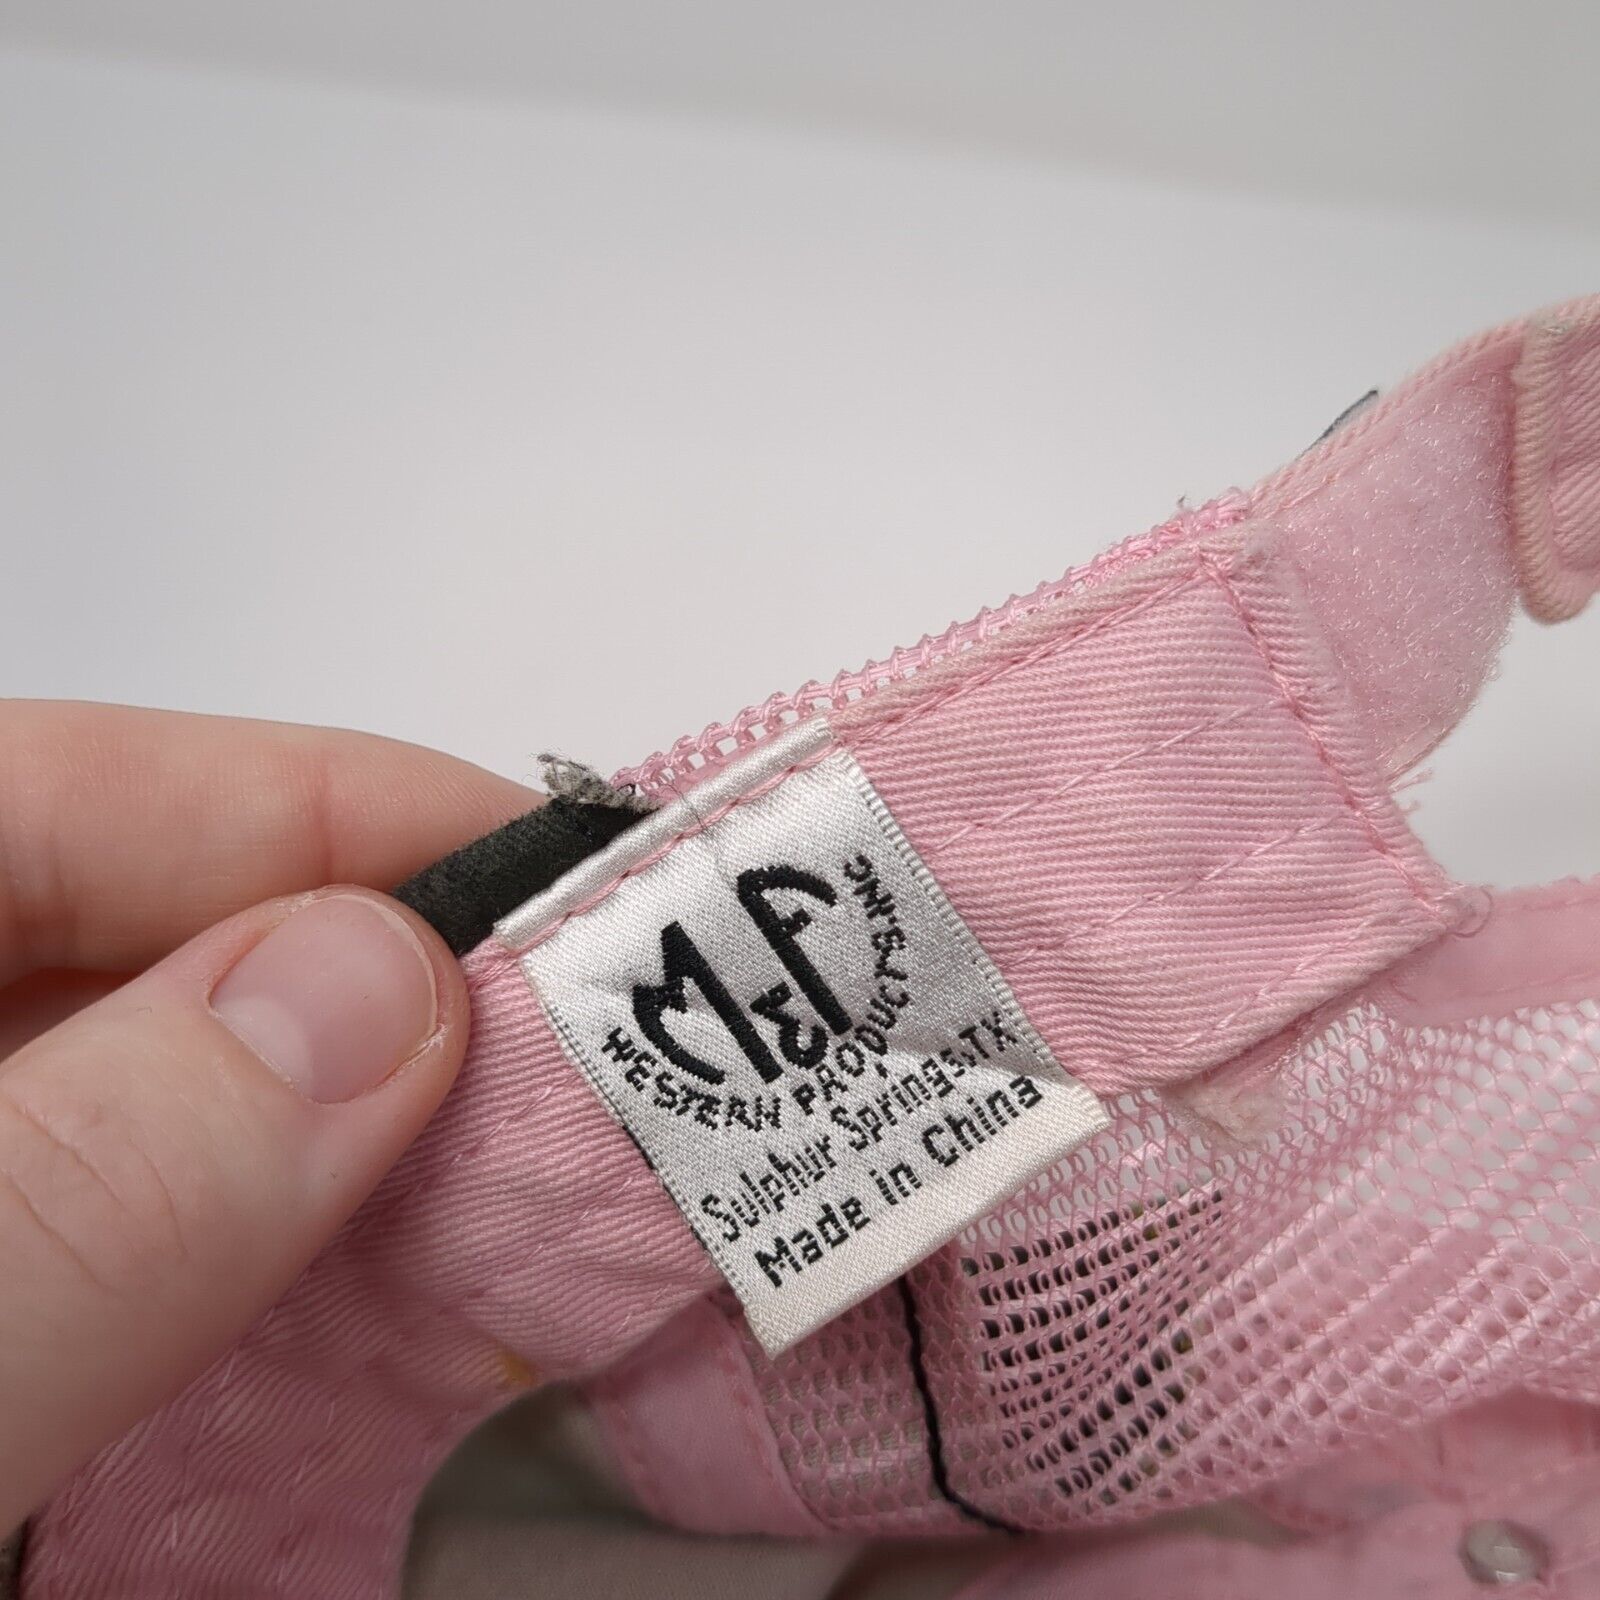 M&F
WESTERN PRODUCTS.INC
Sulphur Springs.TX
Made in China